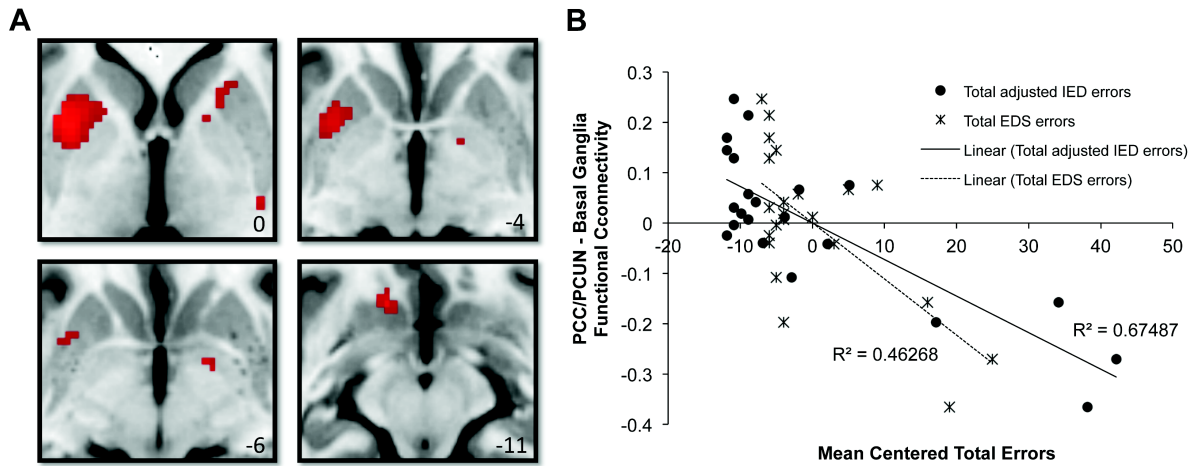 A
0
-4
-6
-11
B
PCC/PCUN - Basal Ganglia
Functional Cconnectivity
0.3
0.2
0.1
0
-0.1
-0.2
-0.3
-0.4
-20 -10 0 10 20 30 40 50
Total adjusted IED errors
Total EDS errors
Linear (Total adjusted IED errors)
Linear (Total EDS errors)
R² = 0.67487
R² = 0.46268
Mean Centered Total Errors